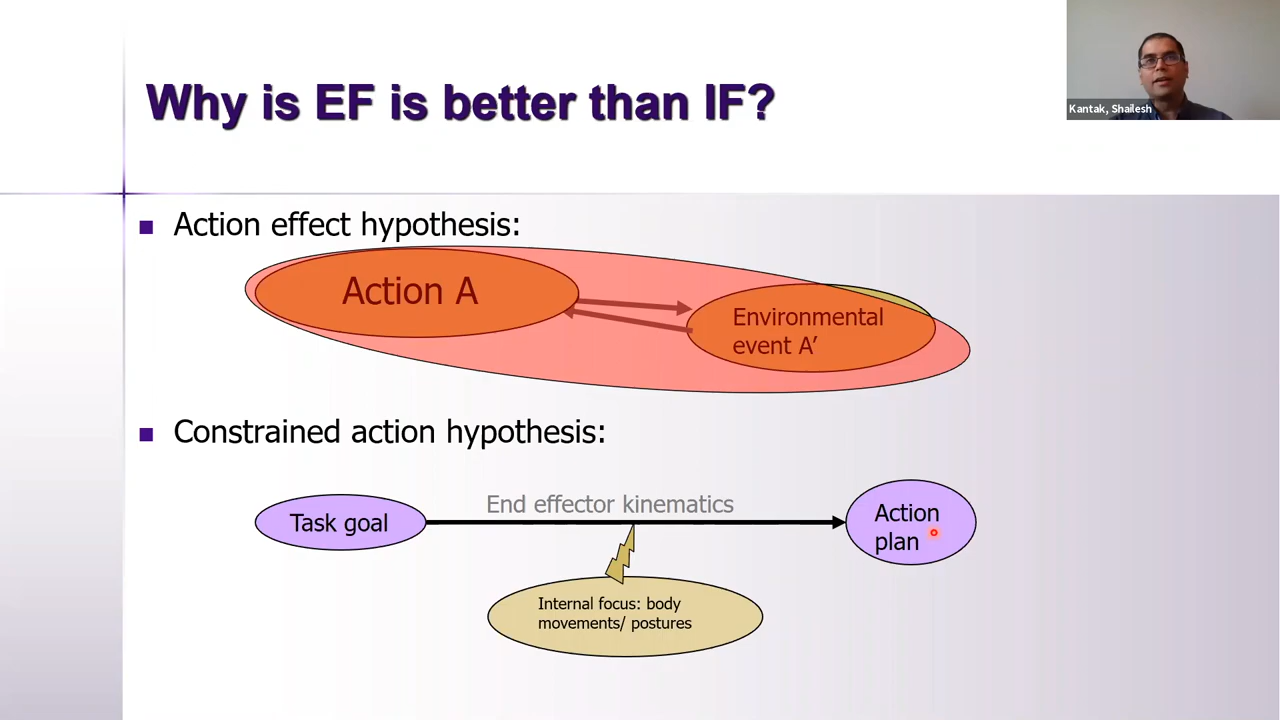 Why is EF is better than IF?
Kantak, Shailesh
Action effect hypothesis:
Action A
Environmental
event A’
Constrained action hypothesis:
End effector kinematics
Task goal
Action
plan
Internal focus: body
movements/ postures